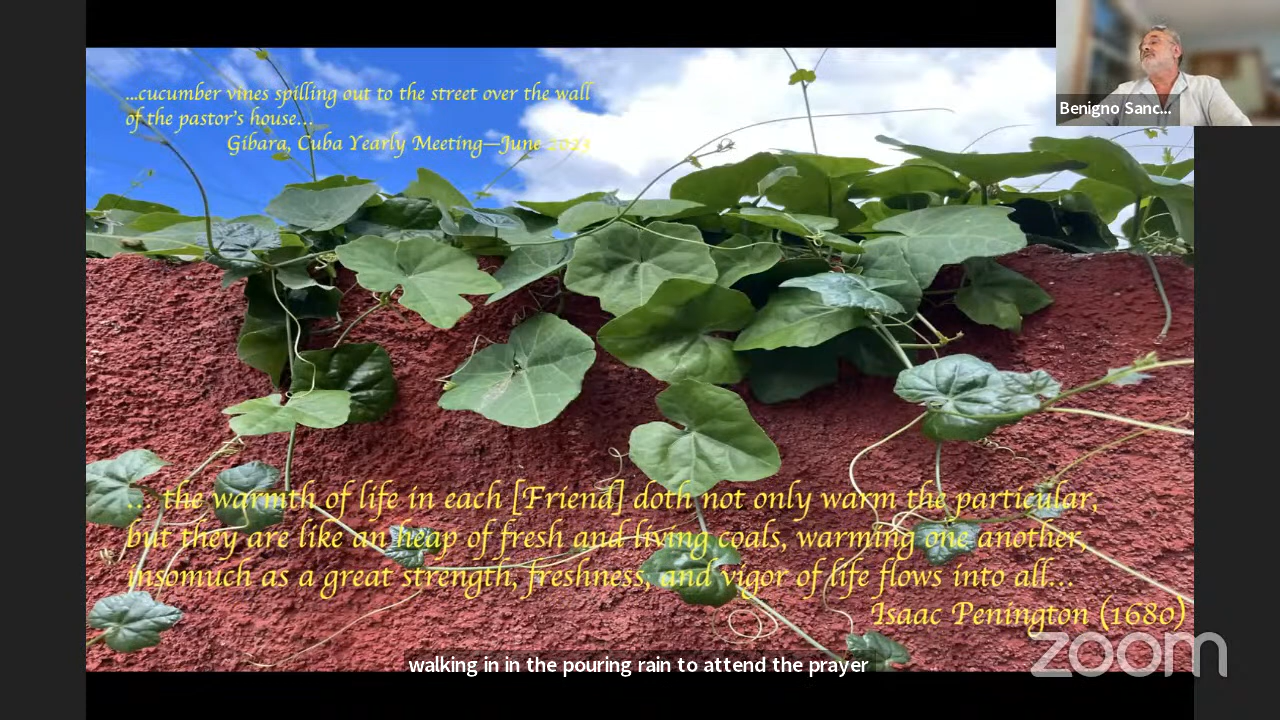 ...cucumber vines spilling out to the street over the wall
of the pastor's house...
Gibara, Cuba Yearly Meeting—June 2023
Benigno Sanc...
... the warmth of life in each [Friend] doth not only warm the particular,
but they are like an heap of fresh and living coals, warming one another,
insomuch as a great strength, freshness, and vigor of life flows into all...
Isaac Penington (1680)
walking in in the pouring rain to attend the prayer
zoom